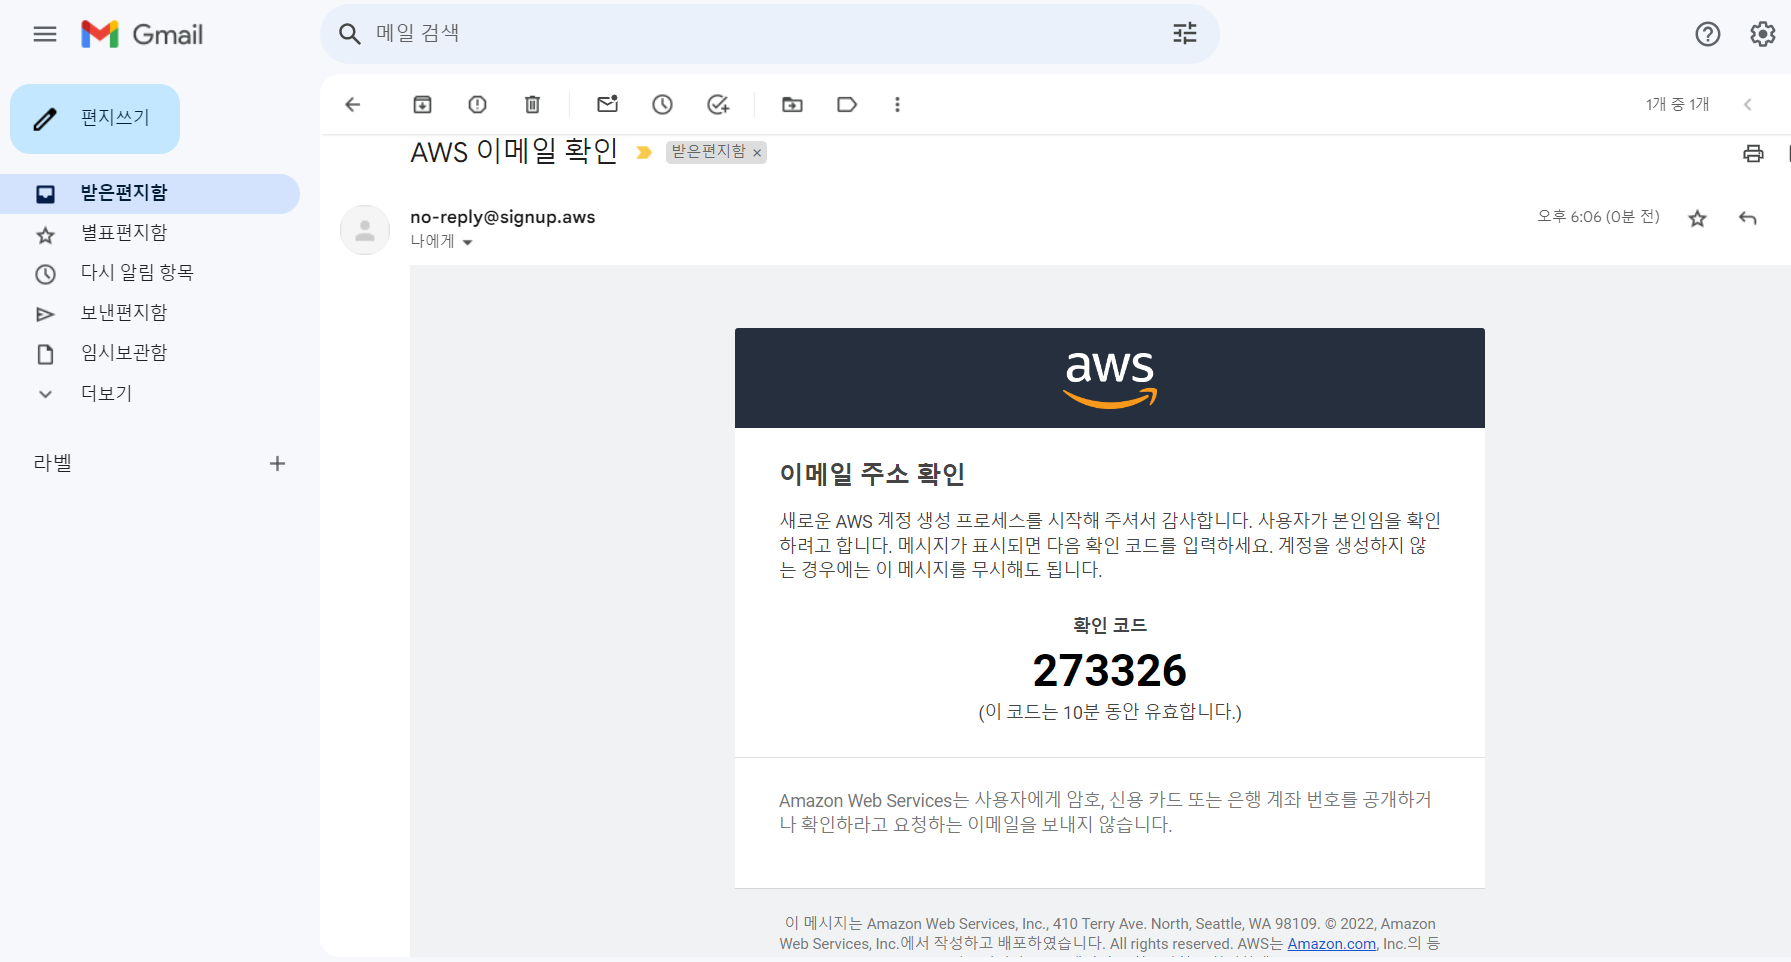 Gmail
메일 검색
편지쓰기
1개 중 1개
AWS 이메일 확인
받은편지함 ×
받은편지함
별표편지함
다시 알림 항목
보낸편지함
임시보관함
더보기
라벨
no-reply@signup.aws
오후 6:06 (0분 전)
나에게
aws
이메일 주소 확인
새로운 AWS 계정 생성 프로세스를 시작해 주셔서 감사합니다. 사용자가 본인임을 확인
하려고 합니다. 메시지가 표시되면 다음 확인 코드를 입력하세요. 계정을 생성하지 않
는 경우에는 이 메시지를 무시해도 됩니다.
확인 코드
273326
(이 코드는 10분 동안 유효합니다.)
Amazon Web Services는 사용자에게 암호, 신용 카드 또는 은행 계좌 번호를 공개하거
나 확인하라고 요청하는 이메일을 보내지 않습니다.
이 메시지는 Amazon Web Services, Inc., 410 Terry Ave. North, Seattle, WA 98109. © 2022, Amazon
Web Services, Inc.에서 작성하고 배포하였습니다. All rights reserved. AWS는 Amazon.com, Inc.의 등